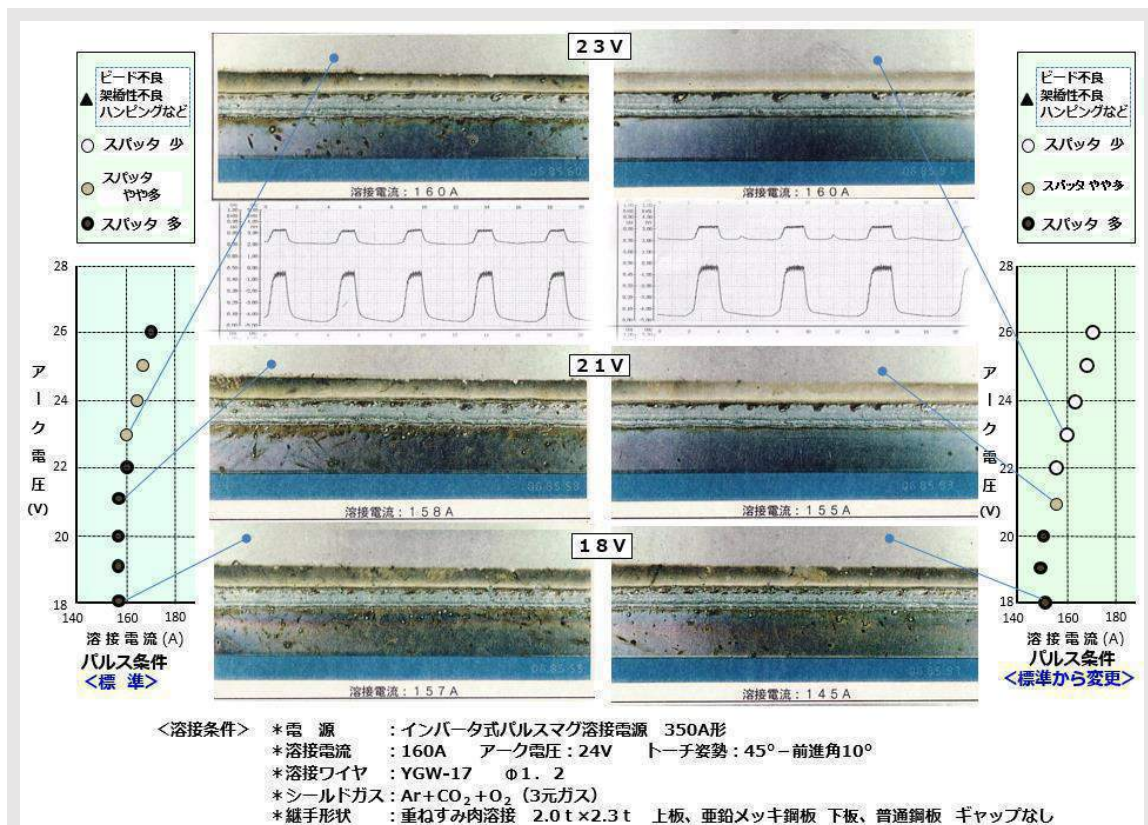 ２３Ｖ
ビード不良
架橋性不良
ハンピングなど
スパッタ 少
スパッタ
やや多
スパッタ 多
溶接電流：１６０Ａ
溶接電流：１６０Ａ
ビード不良
架橋性不良
ハンピングなど
スパッタ 少
スパッタ やや多
スパッタ 多
28
26
24
22
20
18
アーク電圧(V)
140 160 180
溶接電流(A)
パルス条件
＜標 準＞
２１Ｖ
溶接電流：１５８Ａ
溶接電流：１５５Ａ
１８Ｖ
溶接電流：１５７Ａ
溶接電流：１４５Ａ
28
26
24
22
20
18
アーク電圧(V)
140 160 180
溶接電流(A)
パルス条件
＜標準から変更＞
＜溶接条件＞ ＊電 源 ：インバータ式パルスマグ溶接電源 350A形
＊溶接電流 ：160A アーク電圧：24V トーチ姿勢：45°－前進角10°
＊溶接ワイヤ ：YGW-17 φ1．2
＊シールドガス：Ar＋CO₂＋O₂（3元ガス）
＊継手形状 ：重ねすみ肉溶接 2.0ｔ×2.3ｔ 上板、亜鉛メッキ鋼板 下板、普通鋼板 ギャップなし